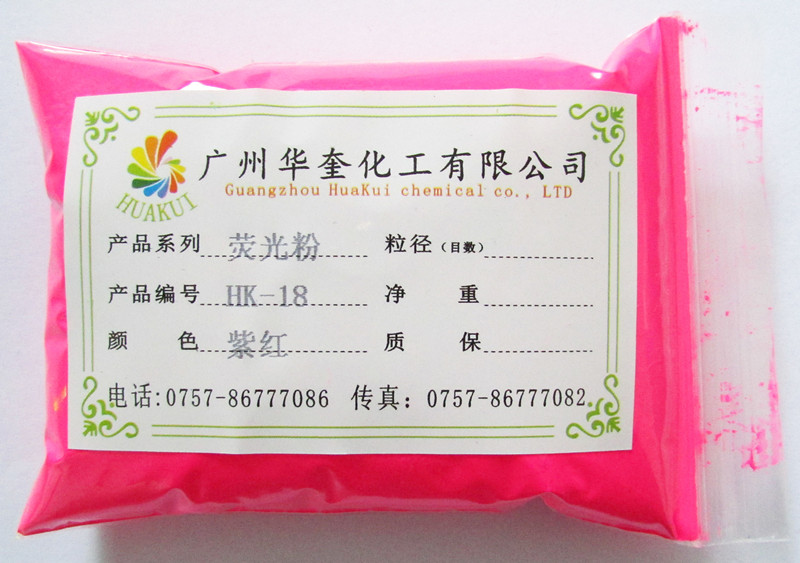 广州华奎化工有限公司
Guangzhou HuaKui chemical co., LTD
HUAKUI
产品系列 荧光粉 粒径(目数)
产品编号 HK-18 净 重
颜 色 紫红 质 保
电话:0757-86777086 传真: 0757-86777082